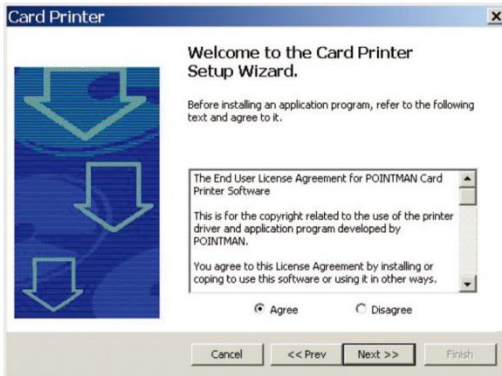 Card Printer
Welcome to the Card Printer
Setup Wizard.
Before installing an application program, refer to the following
text and agree to it.
The End User License Agreement for POINTMAN Card
Printer Software
This is for the copyright related to the use of the printer
driver and application program developed by
POINTMAN.
You agree to this License Agreement by installing or
coping to use this software or using it in other ways.
Agree Disagree
Cancel << Prev Next >> Finish